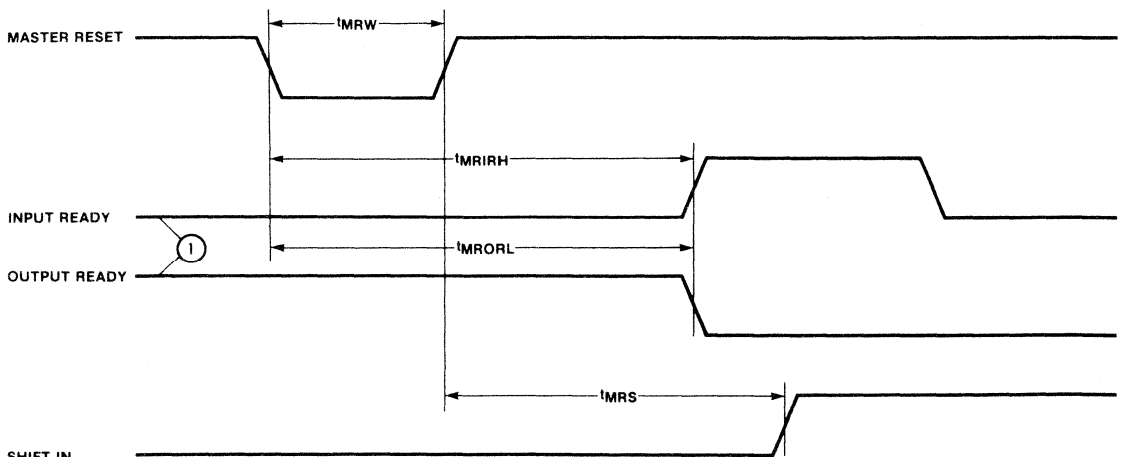 tMRW
MASTER RESET
tMRIRH
INPUT READY
1
tMRORL
OUTPUT READY
tMRS
SHIFT IN